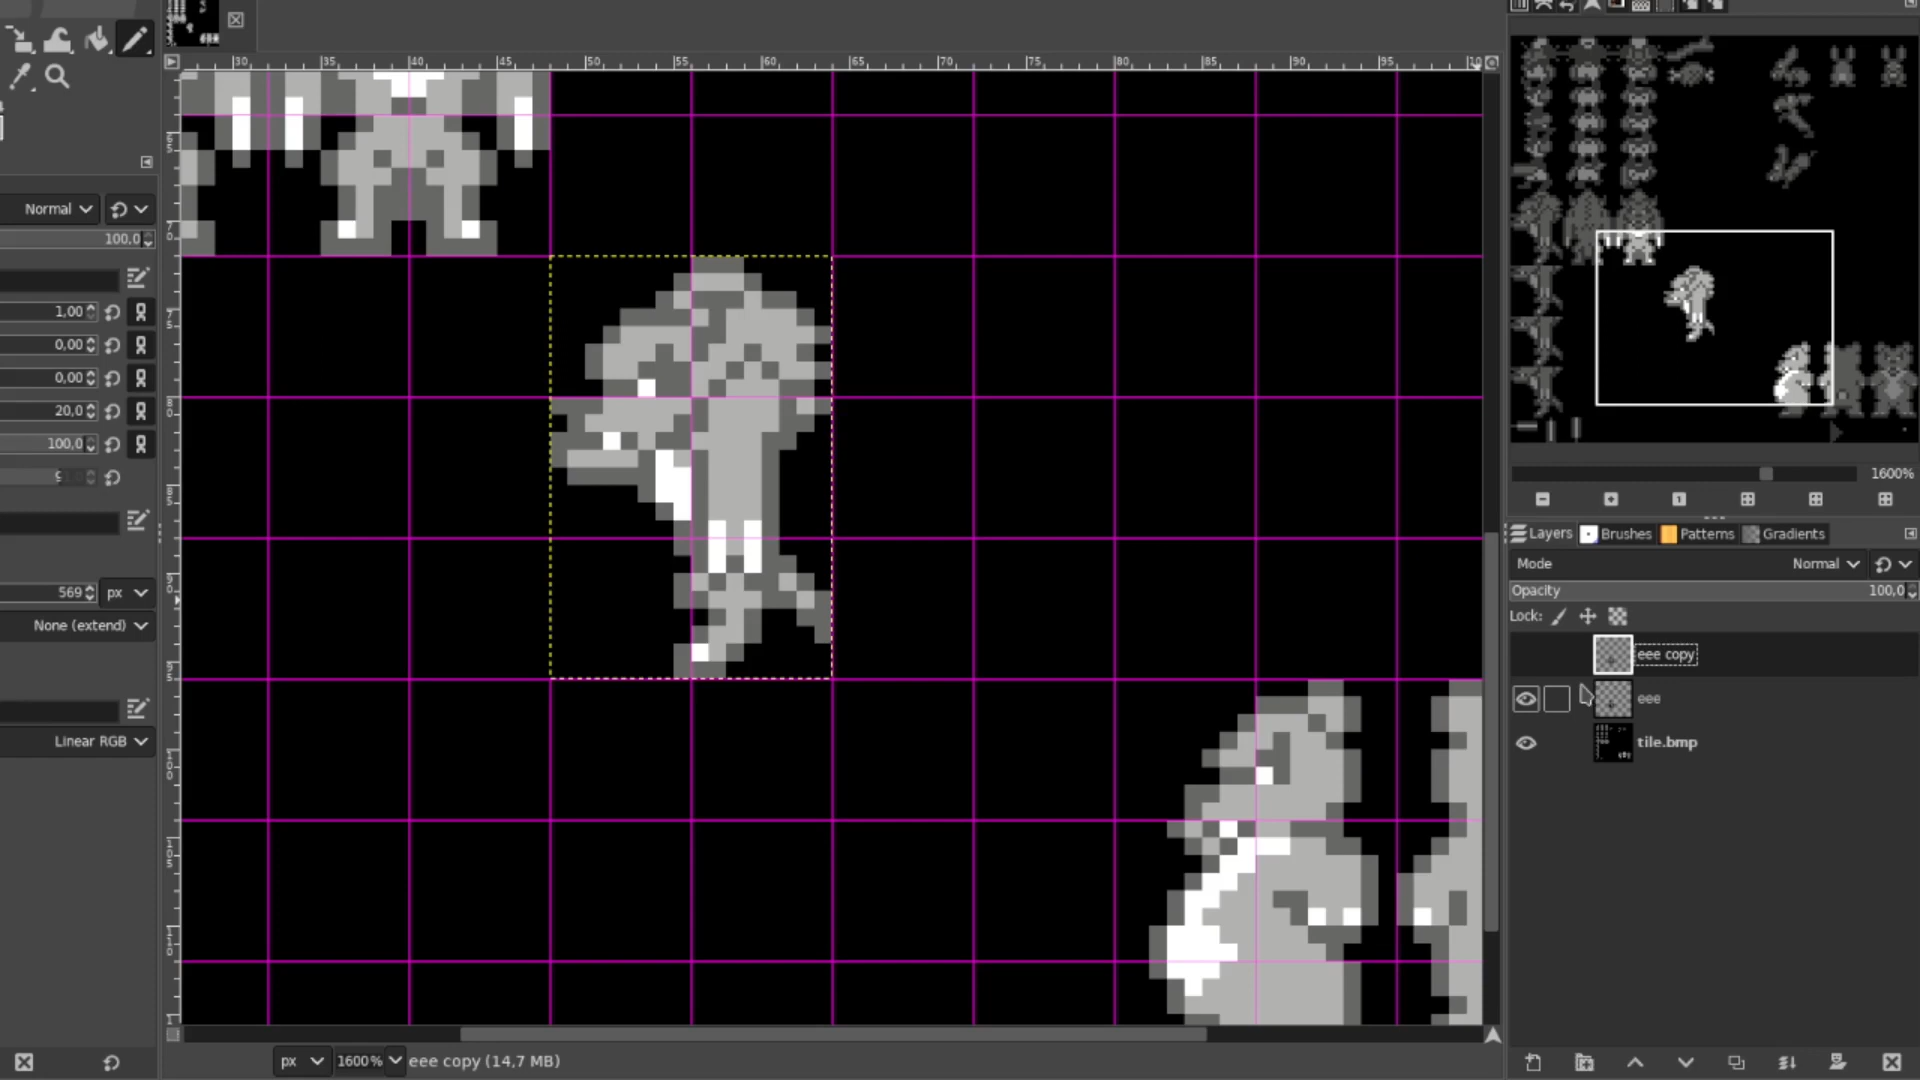 30 35 40 45 50 55 60 65 70 75 80 85 90 95 10
Normal
100,0
1,00
0,00
0,00
20,0
100,0
569 px
None (extend)
Linear RGB
px 1600% eee copy (14,7 MB)
1600%
Layers Brushes Patterns Gradients
Mode Normal
Opacity 100,0
Lock:
eee copy
eee
tile.bmp